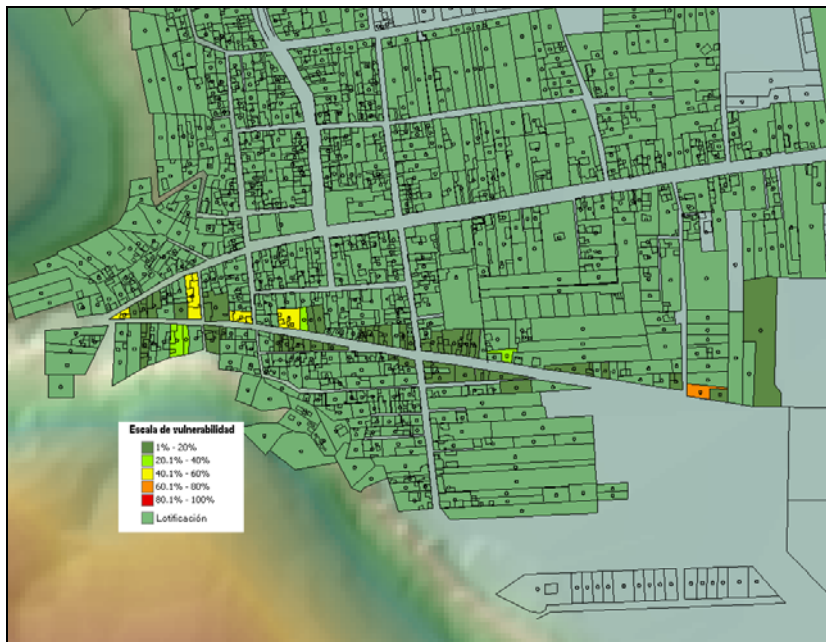 Escala de vulnerabilidad
1% - 20%
20.1% - 40%
40.1% - 60%
60.1% - 80%
80.1% - 100%
Lotificación